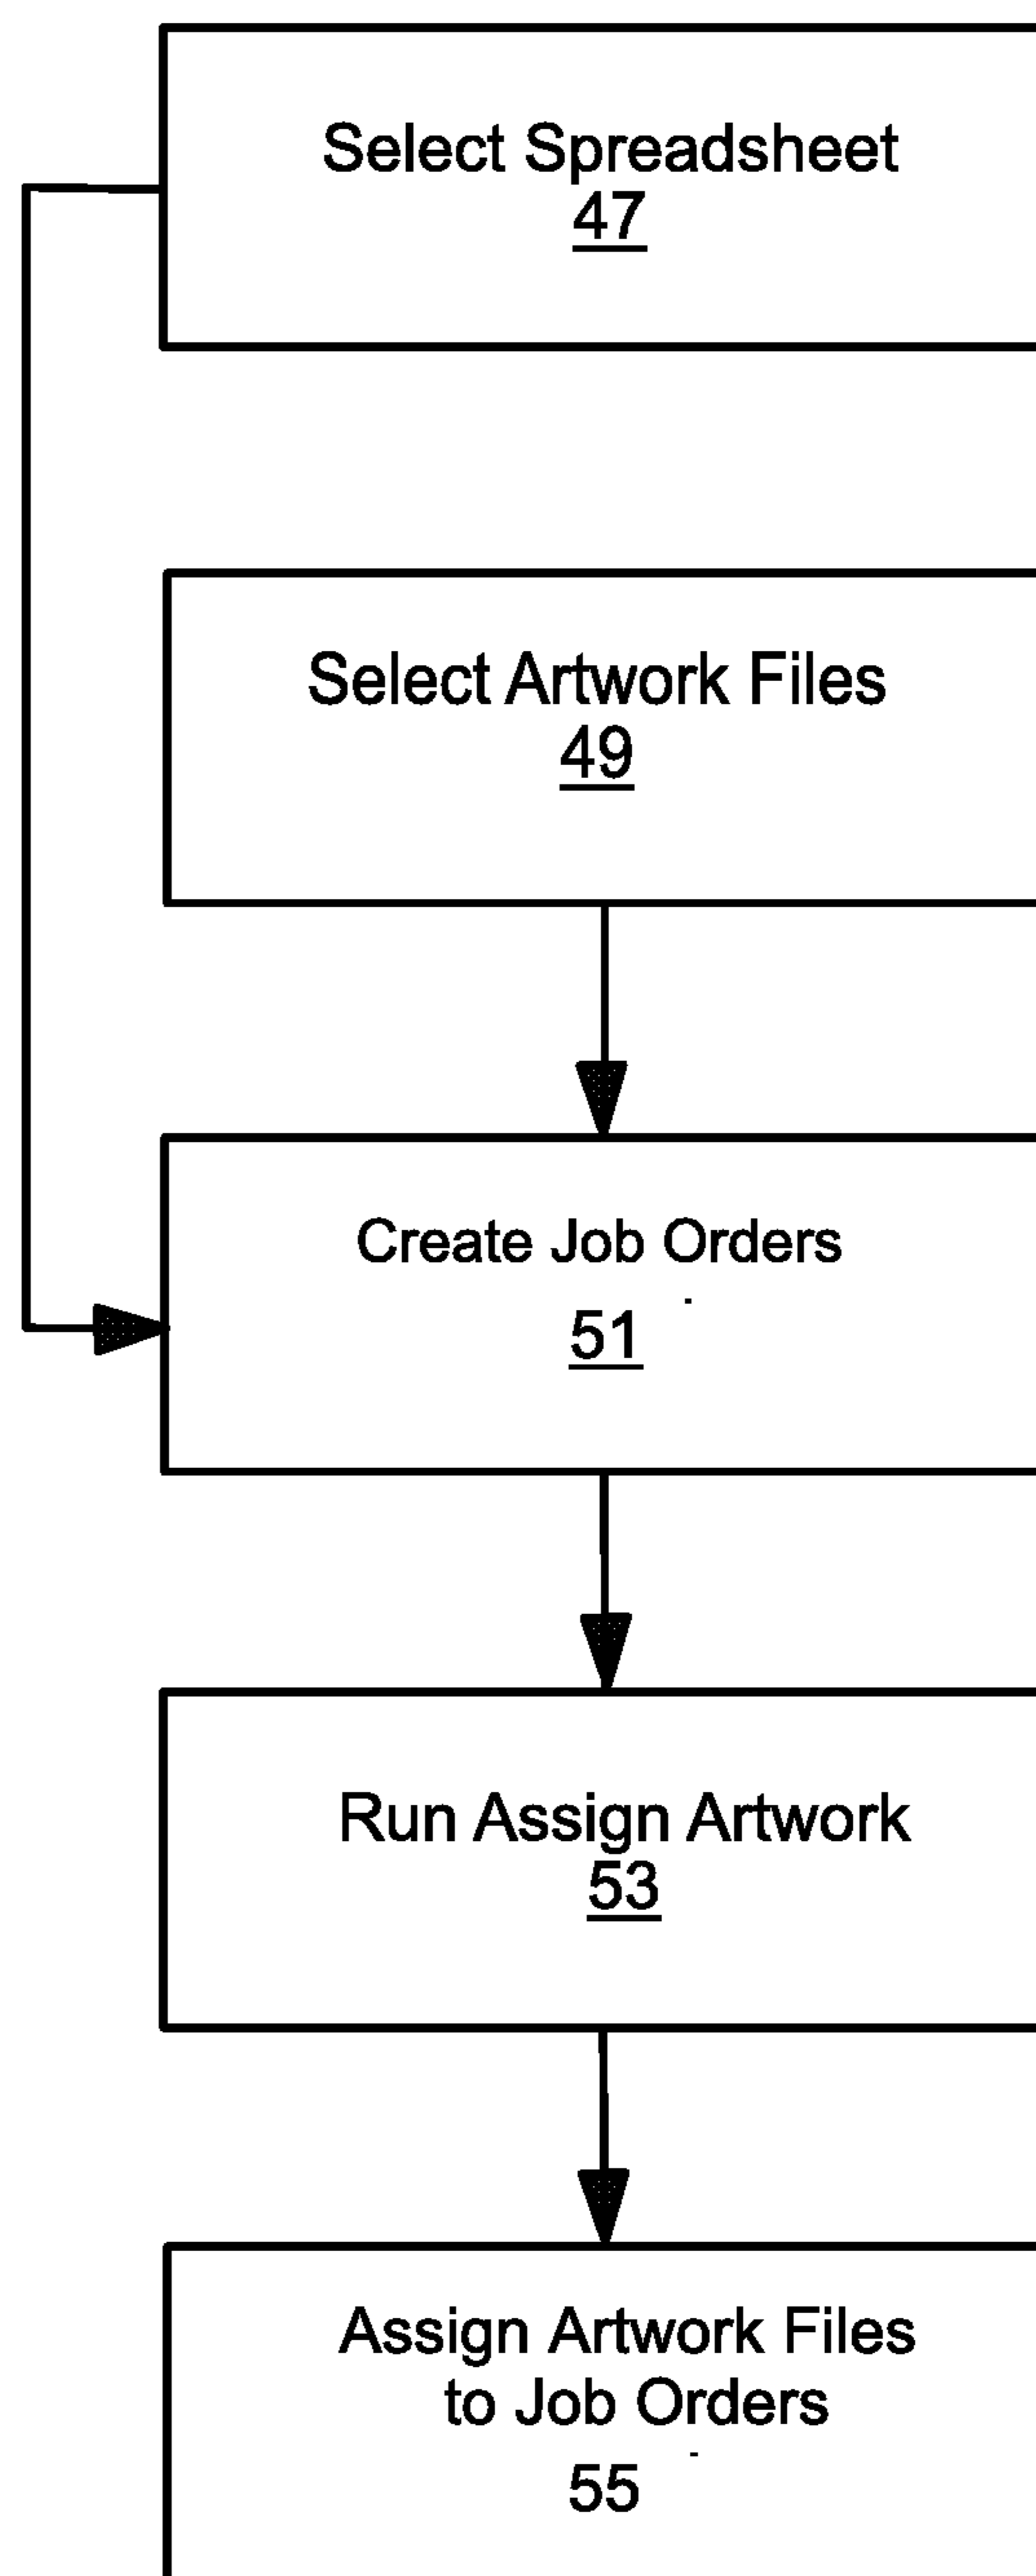 Select Spreadsheet
47
Select Artwork Files
49
Create Job Orders
51
Run Assign Artwork
53
Assign Artwork Files
to Job Orders
55